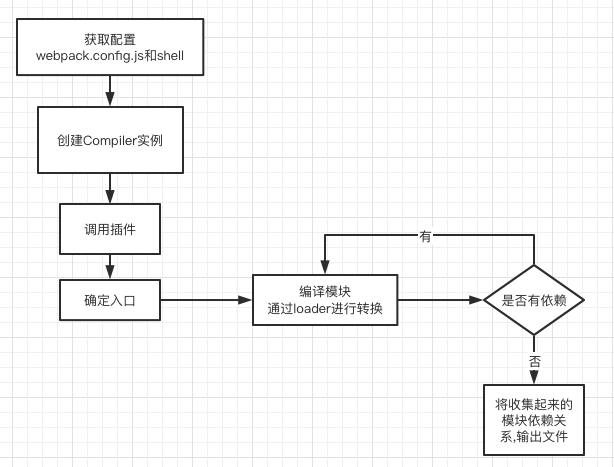 获取配置
webpack.config.js和shell
创建Compiler实例
调用插件
确定入口
编译模块
通过loader进行转换
有
是否有依赖
否
将收集起来的
模块依赖关
系,输出文件